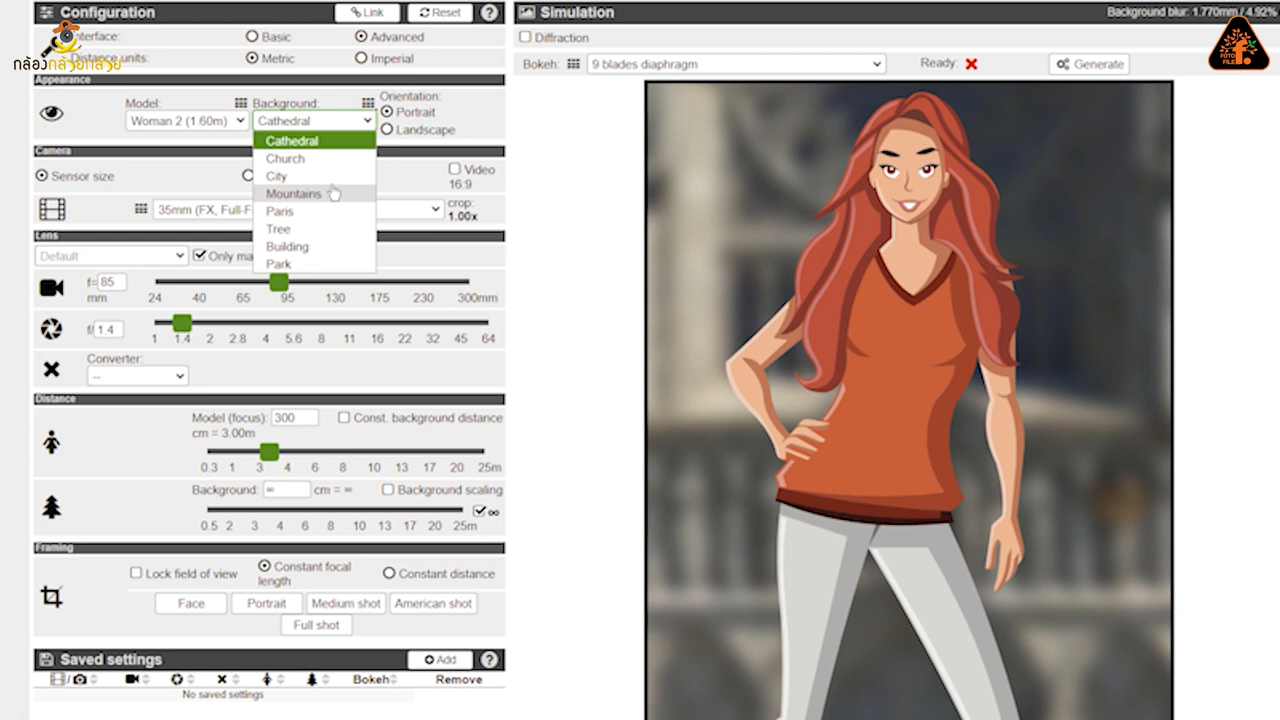 Configuration
Link
Reset
?
Interface:
Basic
Advanced
กล้องกล้วยกล้วย
Distance units:
Metric
Imperial
Appearance
Model:
Background:
Orientation:
Woman 2 (1.60m)
Cathedral
Portrait
Landscape
Cathedral
Church
City
Mountains
Paris
Tree
Building
Park
Camera
Sensor size
Video
16:9
35mm (FX, Full-F
crop:
1.00x
Lens
Default
Only ma
f= 85
mm
24 40 65 95 130 175 230 300mm
f/ 1.4
1 1.4 2 2.8 4 5.6 8 11 16 22 32 45 64
Converter:
--
Distance
Model (focus): 300
Const. background distance
cm = 3.00m
0.3 1 3 4 6 8 10 13 17 20 25m
Background: ∞ cm = ∞
Background scaling
∞
0.5 2 3 4 6 8 10 13 17 20 25m
Framing
Lock field of view
Constant focal
length
Constant distance
Face
Portrait
Medium shot
American shot
Full shot
Saved settings
Add
?
Bokeh
Remove
No saved settings
Simulation
Background blur: 1.770mm / 4.92%
Diffraction
Bokeh:
9 blades diaphragm
Ready:
Generate
f.
FOTO
FILE